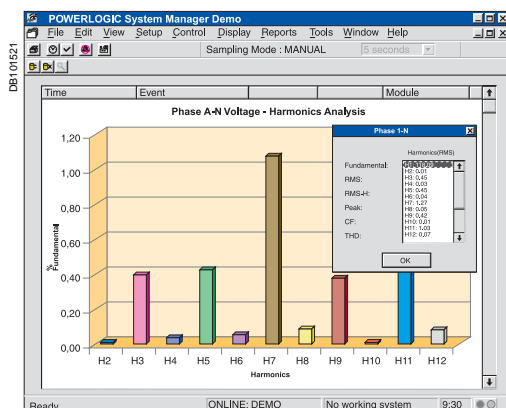 POWERLOGIC System Manager Demo
File Edit View Setup Control Display Reports Tools Window Help
Sampling Mode : MANUAL 5 seconds
DB101521
Time Event Module
Phase A-N Voltage - Harmonics Analysis
Phase 1-N
Harmonics(RMS)
Fundamental:
RMS:
RMS-H:
Peak:
CF:
THD:
H2: 0.01
H3: 0,45
H4: 0,03
H5: 0,45
H6: 0,04
H7: 1,27
H8: 0.05
H9: 0,42
H10: 0,01
H11: 1,03
H12: 0,07
OK
1,20
1,00
0,80
0,60
0,40
0,20
0,00
% Fundamental
H2 H3 H4 H5 H6 H7 H8 H9 H10 H11 H12
Harmonics
Ready ONLINE: DEMO No working system 9:30